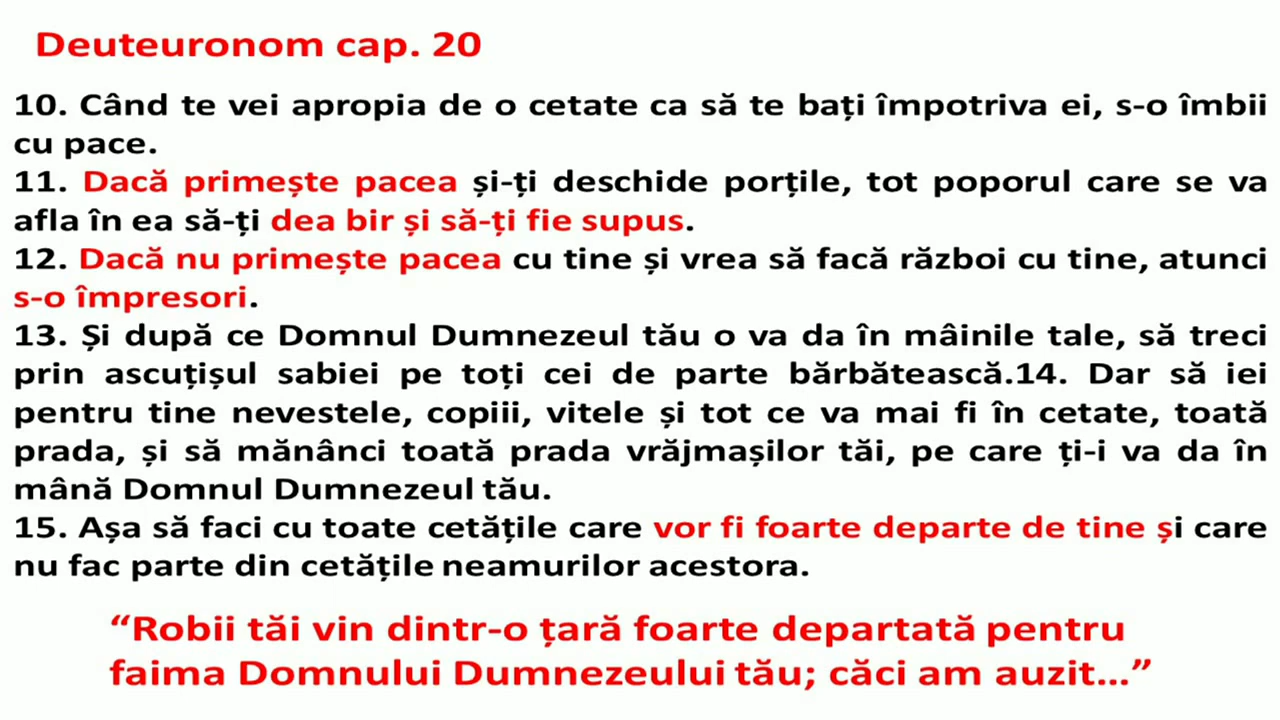 Deuteuronom cap. 20
10. Când te vei apropia de o cetate ca să te bați împotriva ei, s-o îmbii
cu pace.
11. Dacă primește pacea și-ți deschide porțile, tot poporul care se va
afla în ea să-ți dea bir și să-ți fie supus.
12. Dacă nu primește pacea cu tine și vrea să facă război cu tine, atunci
s-o împresori.
13. Și după ce Domnul Dumnezeul tău o va da în mâinile tale, să treci
prin ascuțișul sabiei pe toți cei de parte bărbătească.14. Dar să iei
pentru tine nevestele, copiii, vitele și tot ce va mai fi în cetate, toată
prada, și să mănânci toată prada vrăjmașilor tăi, pe care ți-i va da în
mână Domnul Dumnezeul tău.
15. Așa să faci cu toate cetățile care vor fi foarte departe de tine și care
nu fac parte din cetățile neamurilor acestora.
“Robii tăi vin dintr-o țară foarte departată pentru
faima Domnului Dumnezeului tău; căci am auzit...”